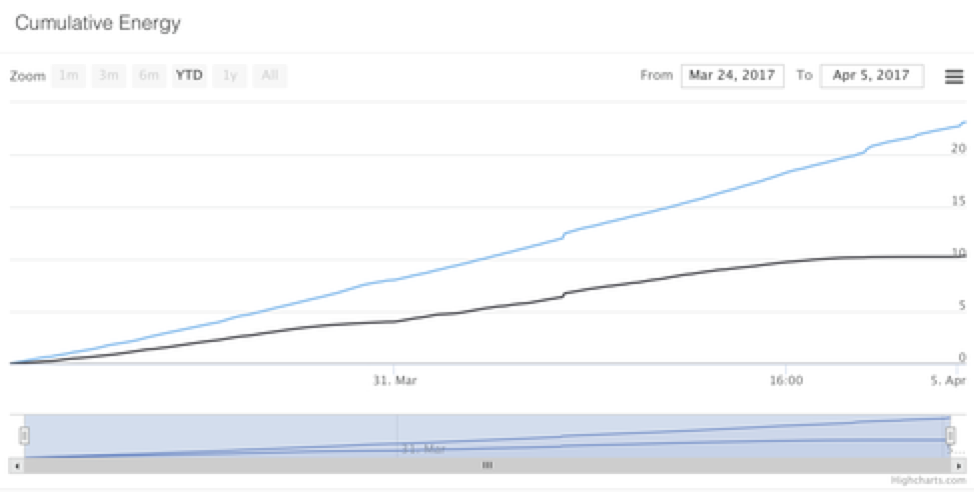 Cumulative Energy
Zoom 1m 3m 6m YTD 1y All From Mar 24, 2017 To Apr 5, 2017
20
15
10
5
0
31. Mar 16:00 5. Apr
31. Mar 5...
Highcharts.com